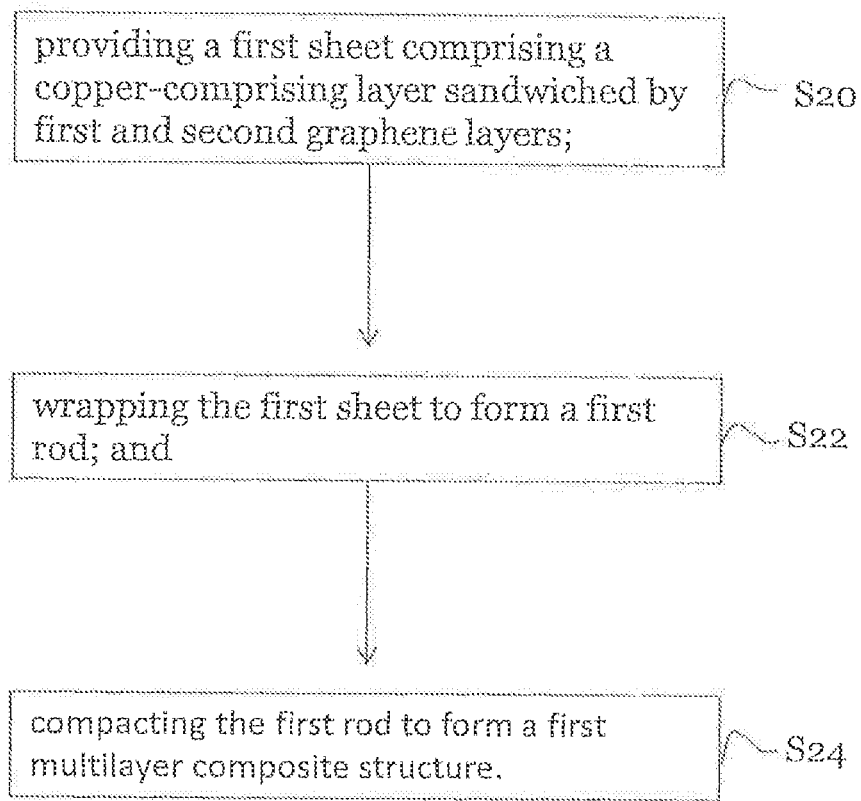 providing a first sheet comprising a
copper-comprising layer sandwiched by
first and second graphene layers;
S20
wrapping the first sheet to form a first
rod; and
S22
compacting the first rod to form a first
multilayer composite structure.
S24